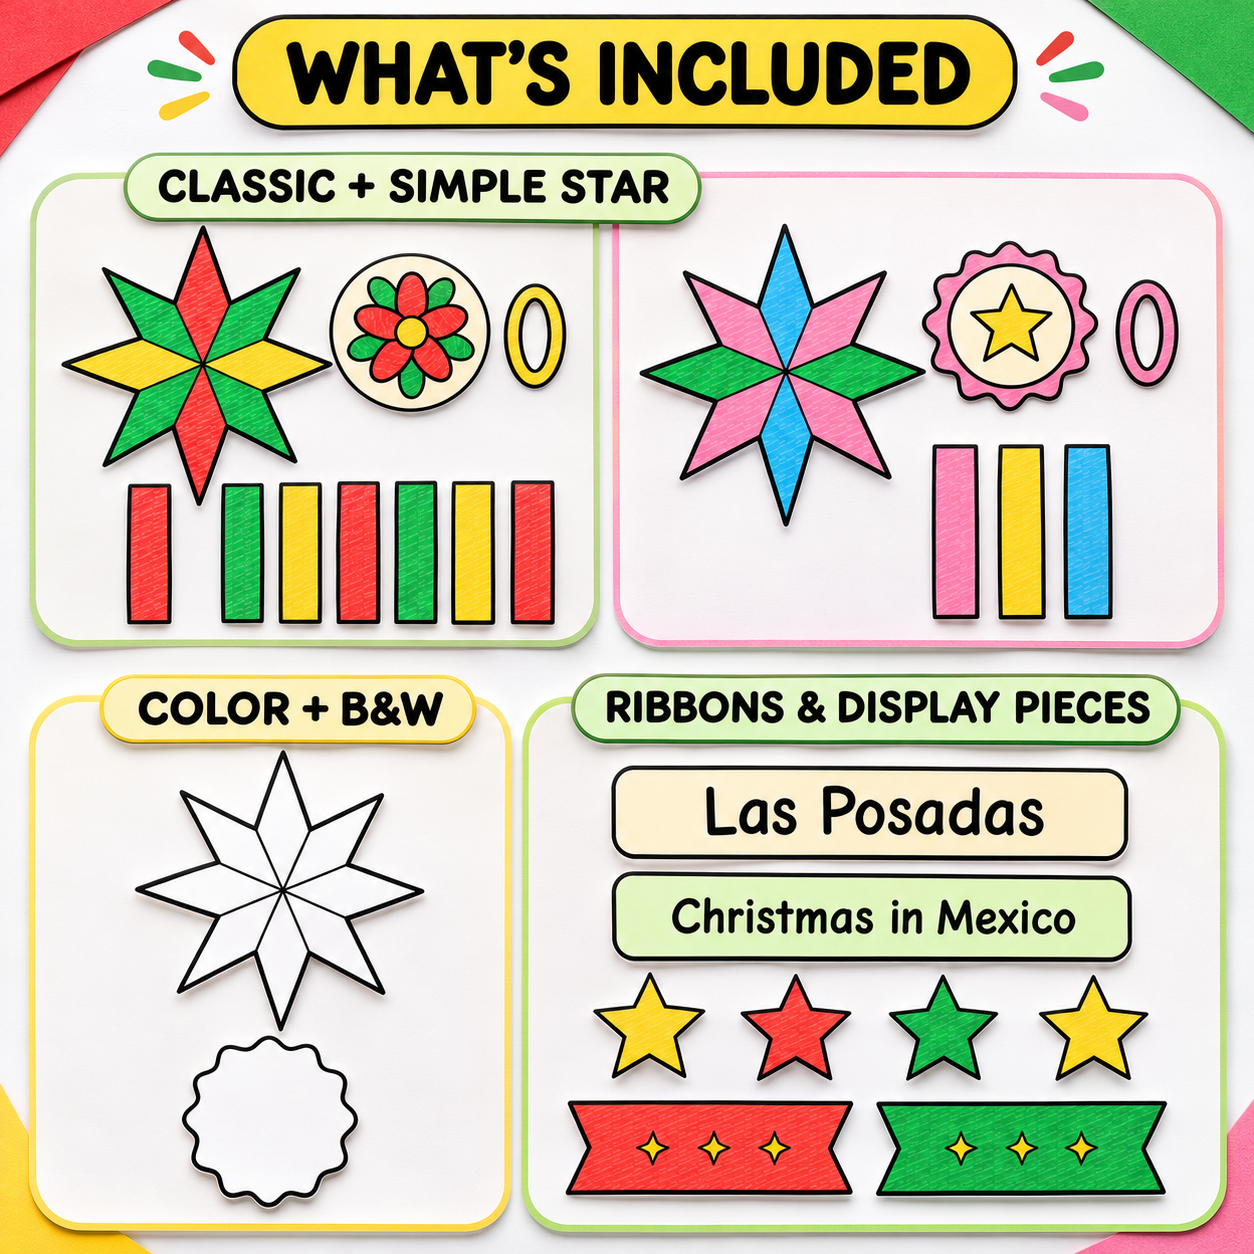 WHAT'S INCLUDED
CLASSIC + SIMPLE STAR
COLOR + B&W
RIBBONS & DISPLAY PIECES
Las Posadas
Christmas in Mexico